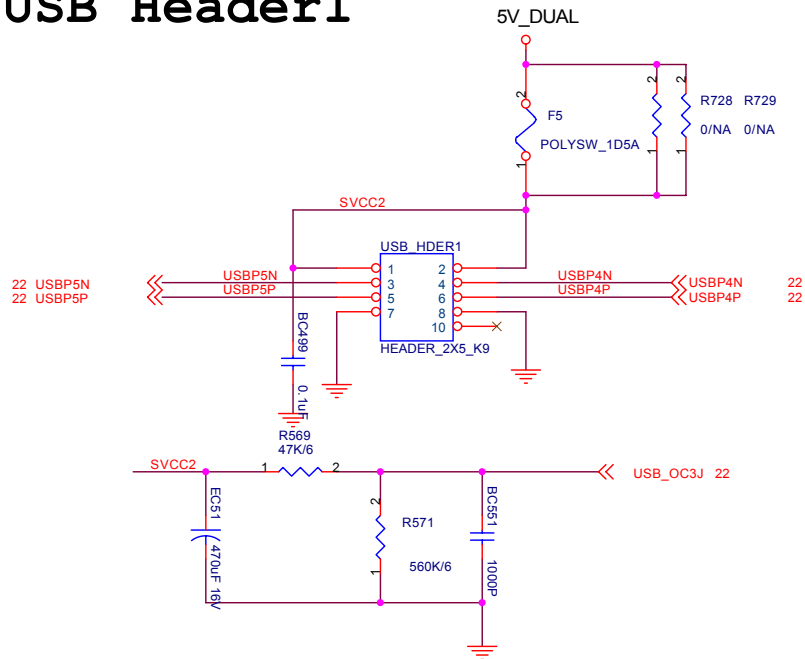 USB Header1
5V_DUAL
2
F5
POLYSW_1D5A
1
2
2
R728
R729
0/NA
0/NA
1
1
SVCC2
USB_HDER1
22 USBP5N
USBP5N
1
2
USBP4N
USBP4N
22
22 USBP5P
USBP5P
3
4
USBP4P
USBP4P
22
5
6
7
8
10
HEADER_2X5_K9
BC499
0.1uF
R569
47K/6
SVCC2
1
2
USB_OC3J 22
EC51
470uF 16V
2
R571
560K/6
1
BC551
1000P